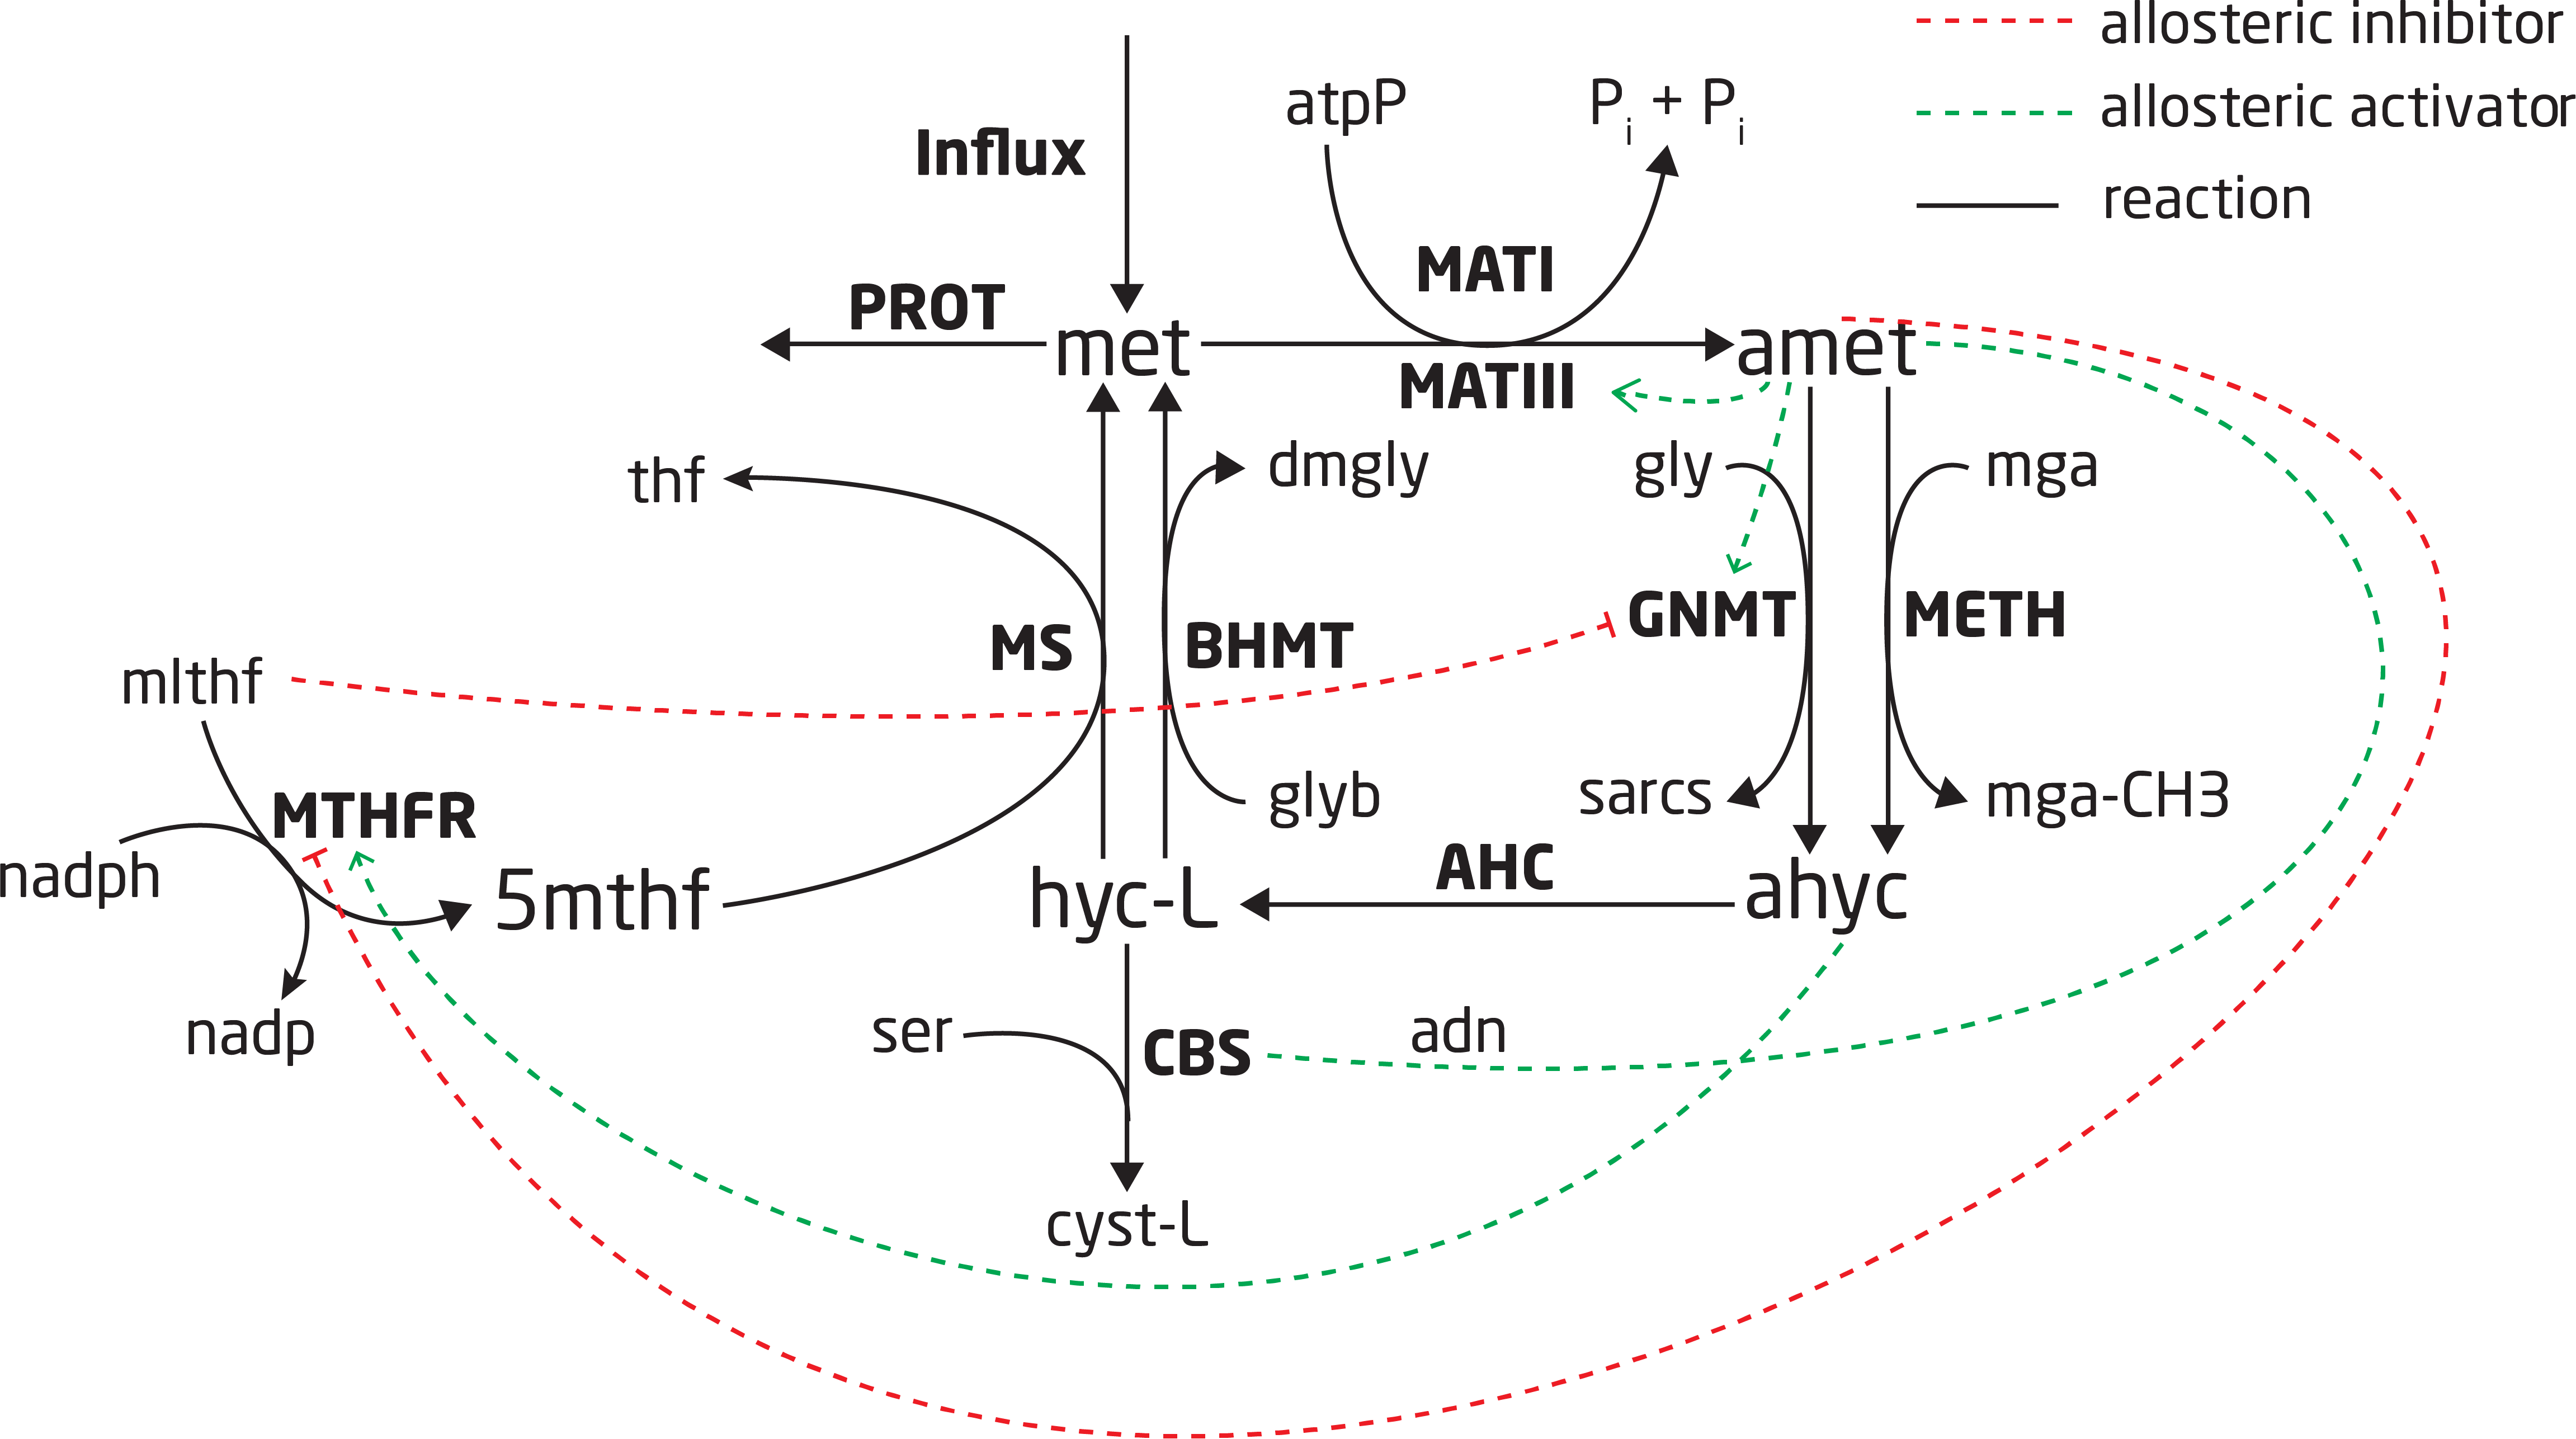 allosteric inhibitor
allosteric activator
reaction
Influx
atpP
Pi + Pi
MATI
PROT
met
amet
MATIII
thf
dmgly
gly
mga
MS
BHMT
GNMT
METH
mlthf
MTHFR
nadph
glyb
sarcs
mga-CH3
5mthf
hyc-L
AHC
ahyc
nadp
ser
CBS
adn
cyst-L